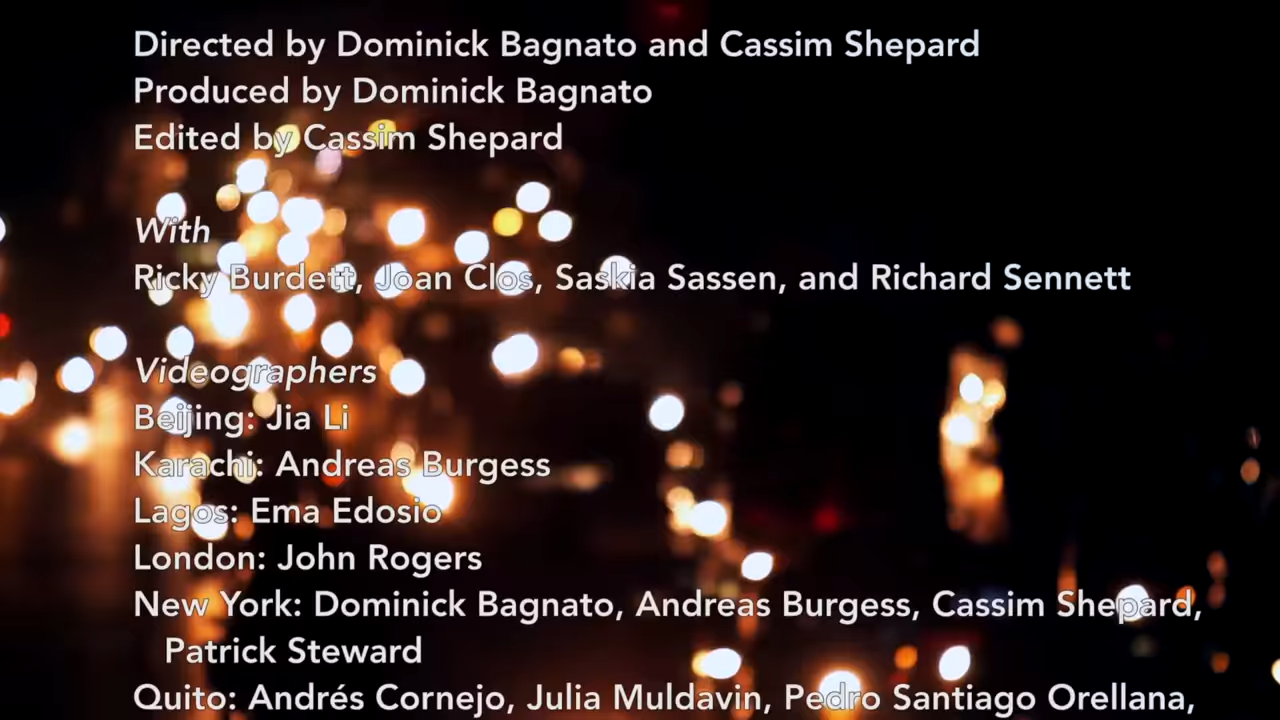 Directed by Dominick Bagnato and Cassim Shepard
Produced by Dominick Bagnato
Edited by Cassim Shepard
With
Ricky Burdett, Joan Clos, Saskia Sassen, and Richard Sennett
Videographers
Beijing: Jia Li
Karachi: Andreas Burgess
Lagos: Ema Edosio
London: John Rogers
New York: Dominick Bagnato, Andreas Burgess, Cassim Shepard,
Patrick Steward
Quito: Andrés Cornejo, Julia Muldavin, Pedro Santiago Orellana,